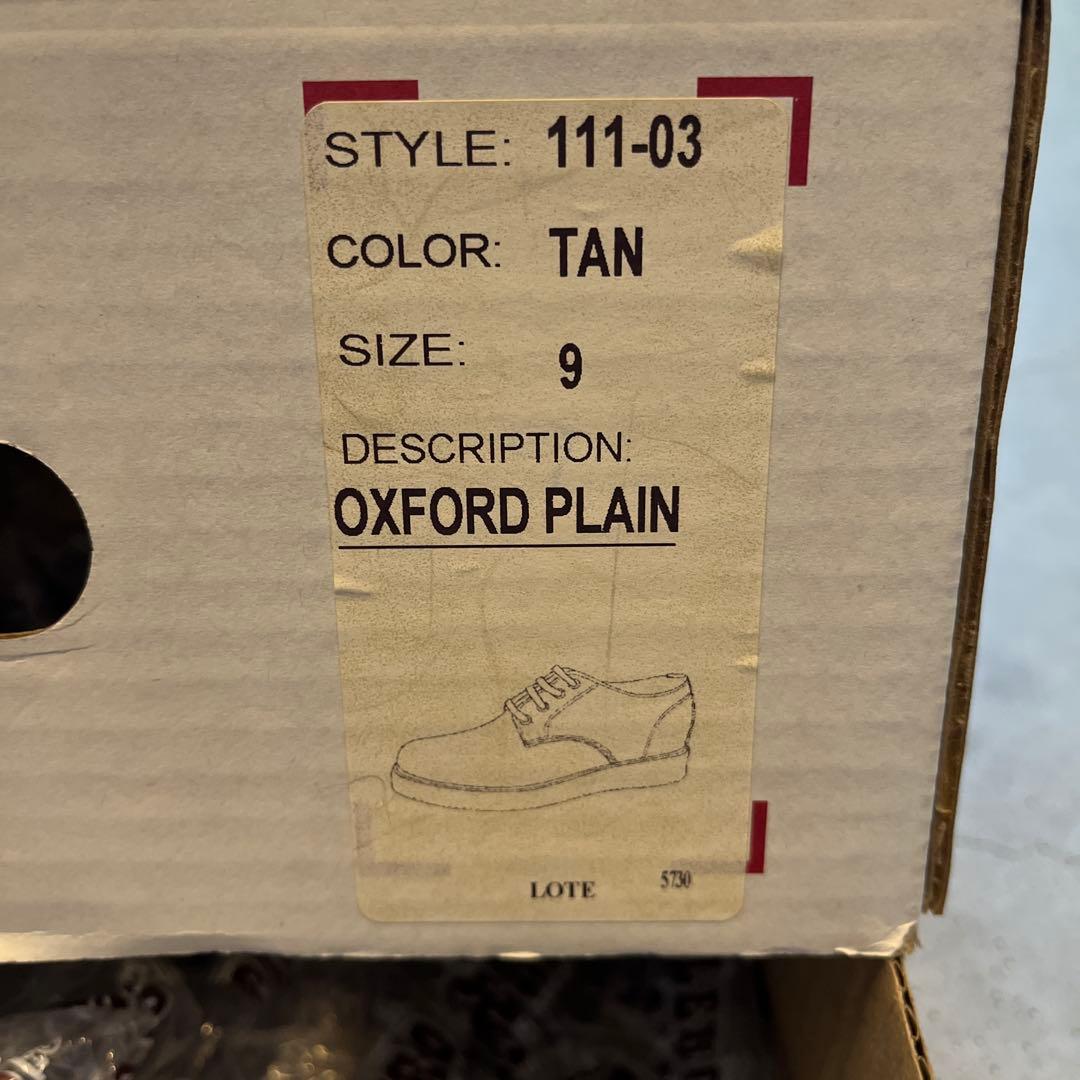 STYLE: 111-03
COLOR: TAN
SIZE: 9
DESCRIPTION:
OXFORD PLAIN
LOTE 5730